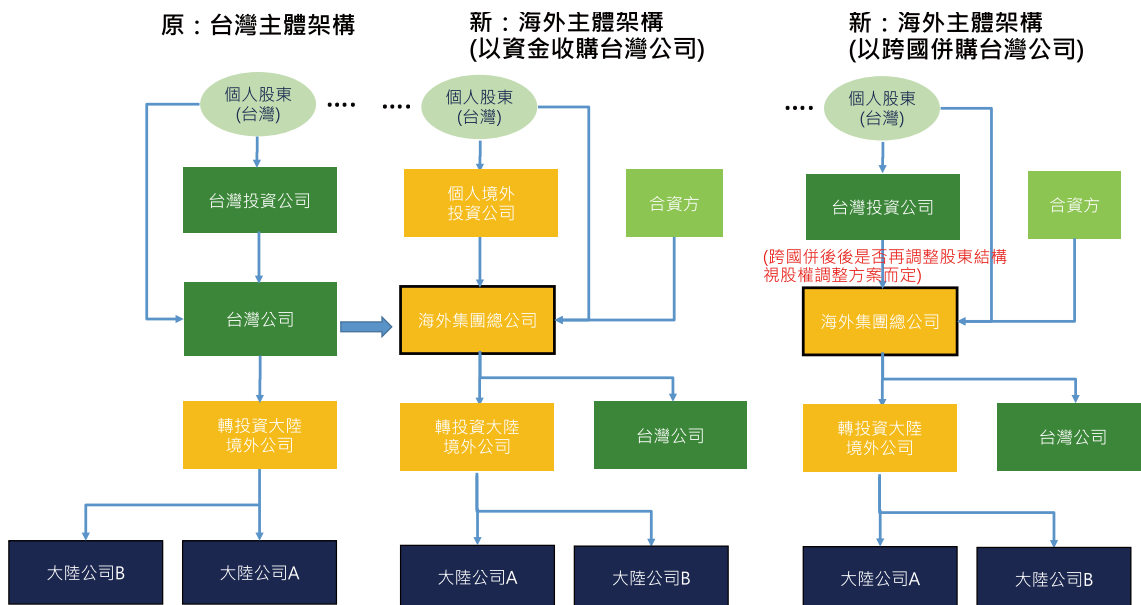 原：台灣主體架構
個人股東
(台灣)
台灣投資公司
台灣公司
轉投資大陸
境外公司
大陸公司B
大陸公司A
新：海外主體架構
(以資金收購台灣公司)
個人股東
(台灣)
個人境外
投資公司
合資方
海外集團總公司
轉投資大陸
境外公司
台灣公司
大陸公司A
大陸公司B
新：海外主體架構
(以跨國併購台灣公司)
個人股東
(台灣)
台灣投資公司
合資方
(跨國併後後是否再調整股東結構
視股權調整方案而定)
海外集團總公司
轉投資大陸
境外公司
台灣公司
大陸公司A
大陸公司B